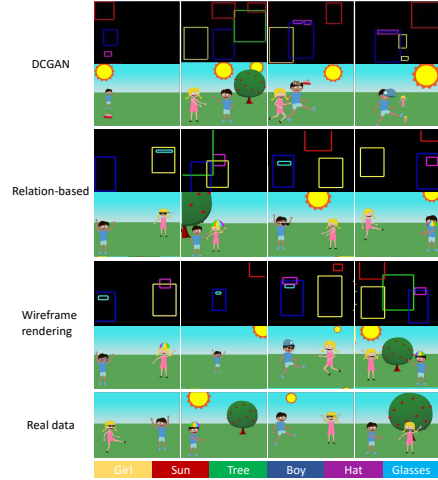 DCGAN
Relation-based
Wireframe
rendering
Real data
Girl Sun Tree Boy Hat Glasses